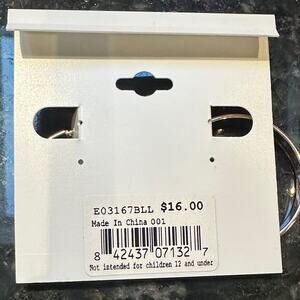 E03167BLL $16.00
Made In China 001
8 42437 07132 7
Not intended for children 12 and under